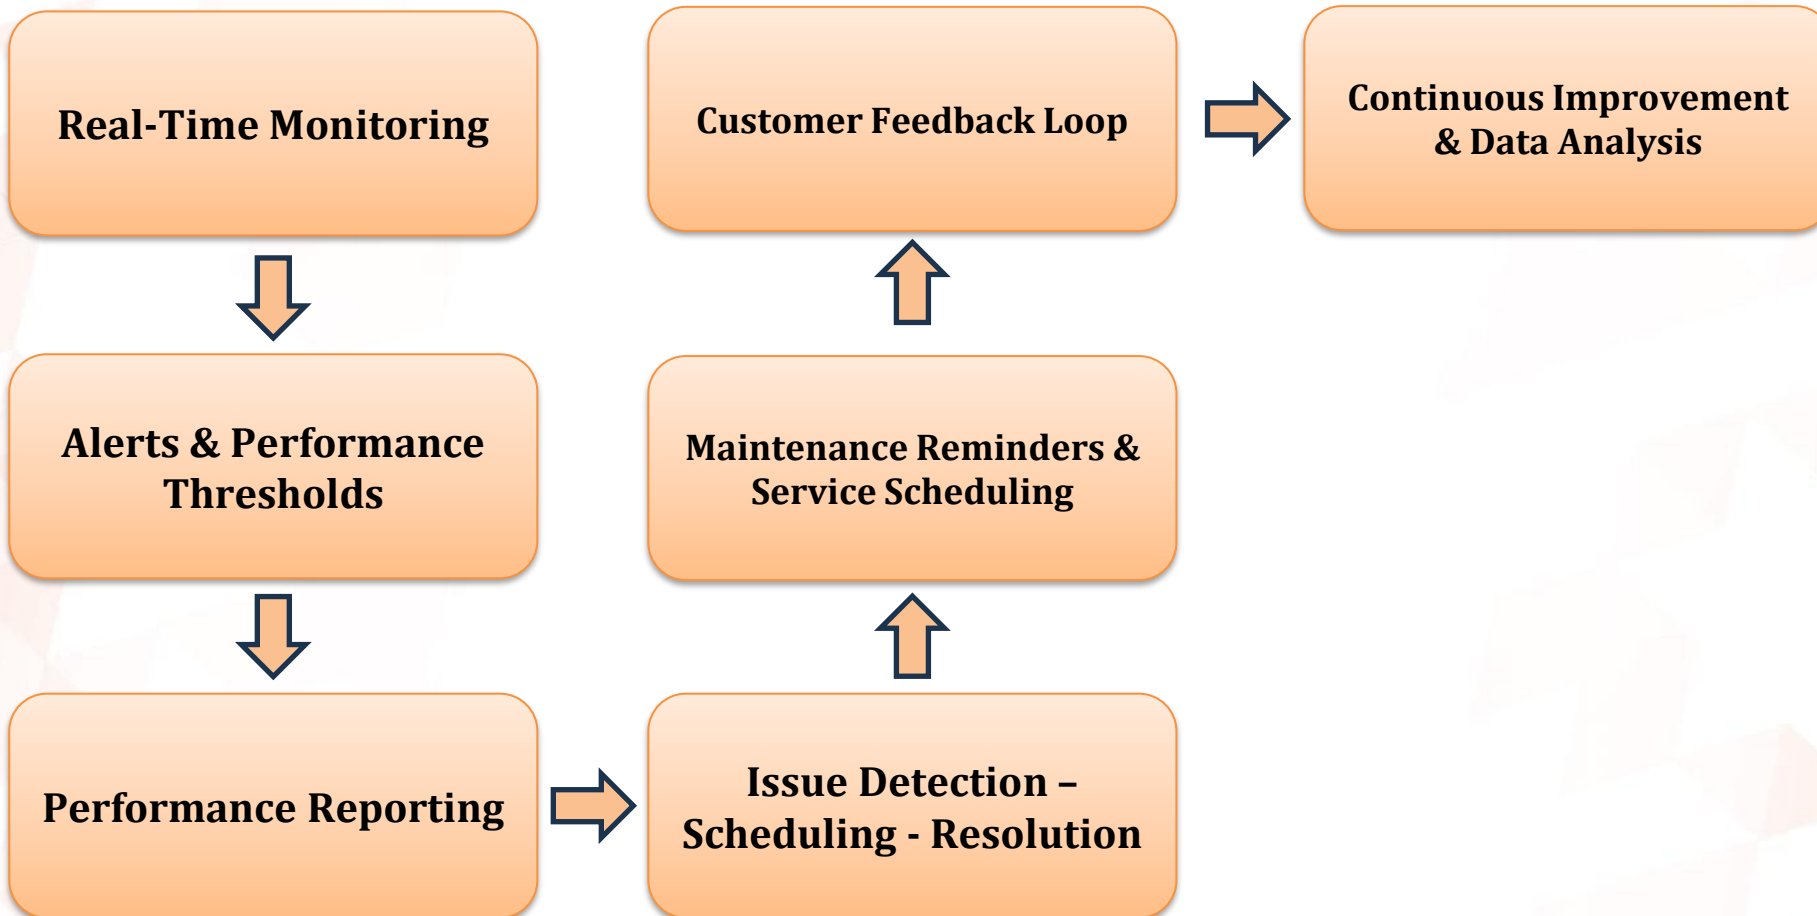 Real-Time Monitoring
Alerts & Performance
Thresholds
Performance Reporting
Issue Detection –
Scheduling - Resolution
Maintenance Reminders &
Service Scheduling
Customer Feedback Loop
Continuous Improvement
& Data Analysis